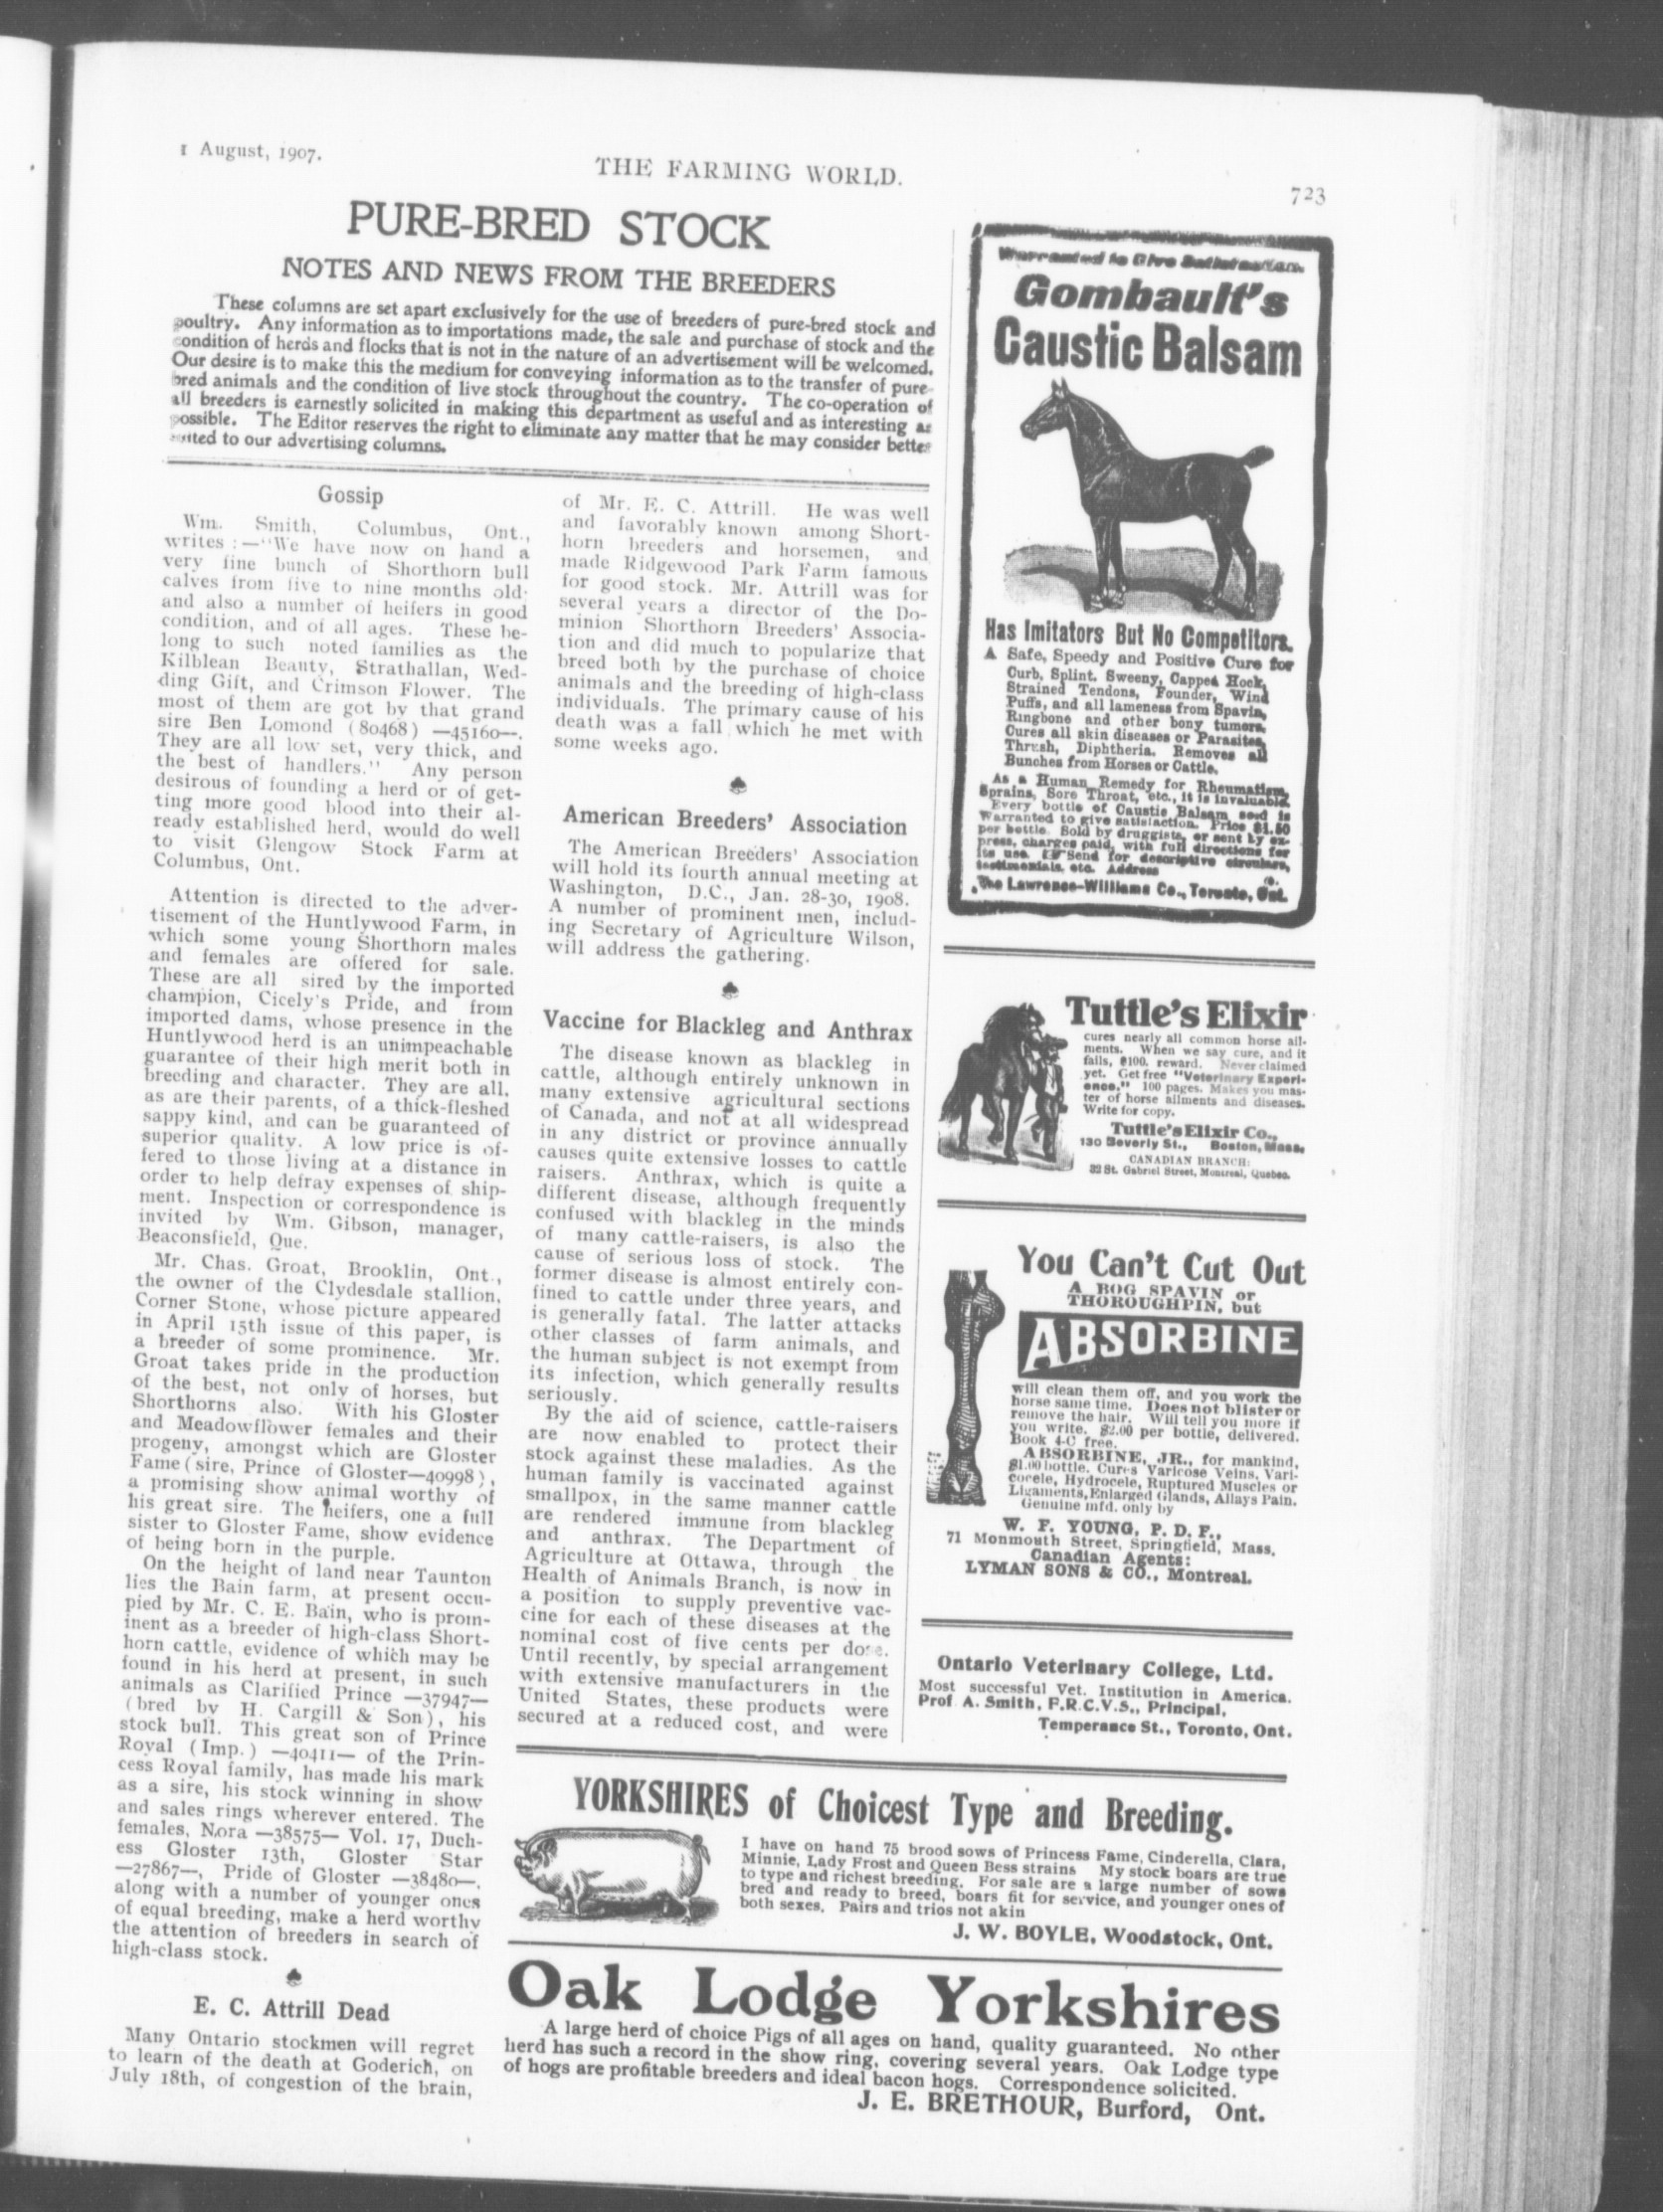 1 August, 1907.
THE FARMING WORLD.
723
PURE-BRED STOCK
NOTES AND NEWS FROM THE BREEDERS
These columns are set apart exclusively for the use of breeders of pure-bred stock and
poultry. Any information as to importations made, the sale and purchase of stock and the
condition of herds and flocks that is not in the nature of an advertisement will be welcomed.
Our desire is to make this the medium for conveying information as to the transfer of pure-
bred animals and the condition of live stock throughout the country. The co-operation of
all breeders is earnestly solicited in making this department as useful and as interesting as
possible. The Editor reserves the right to eliminate any matter that he may consider better
suited to our advertising columns.
Gossip
Wm. Smith, Columbus, Ont.,
writes :—"We have now on hand a
very fine bunch of Shorthorn bull
calves from five to nine months old;
and also a number of heifers in good
condition, and of all ages. These be-
long to such noted families as the
Kilblean Beauty, Strathallan, Wed-
ding Gift, and Crimson Flower. The
most of them are got by that grand
sire Ben Lomond (80468) —45160—.
They are all low set, very thick, and
the best of handlers." Any person
desirous of founding a herd or of get-
ting more good blood into their al-
ready established herd, would do well
to visit Glengow Stock Farm at
Columbus, Ont.
Attention is directed to the adver-
tisement of the Huntlywood Farm, in
which some young Shorthorn males
and females are offered for sale.
These are all sired by the imported
champion, Cicely's Pride, and from
imported dams, whose presence in the
Huntlywood herd is an unimpeachable
guarantee of their high merit both in
breeding and character. They are all,
as are their parents, of a thick-fleshed
sappy kind, and can be guaranteed of
superior quality. A low price is of-
fered to those living at a distance in
order to help defray expenses of ship-
ment. Inspection or correspondence is
invited by Wm. Gibson, manager,
Beaconsfield, Que.
Mr. Chas. Groat, Brooklin, Ont.,
the owner of the Clydesdale stallion,
Corner Stone, whose picture appeared
in April 15th issue of this paper, is
a breeder of some prominence. Mr.
Groat takes pride in the production
of the best, not only of horses, but
Shorthorns also. With his Gloster
and Meadowflower females and their
progeny, amongst which are Gloster
Fame (sire, Prince of Gloster—40998),
a promising show animal worthy of
his great sire. The heifers, one a full
sister to Gloster Fame, show evidence
of being born in the purple.
On the height of land near Taunton
lies the Bain farm, at present occu-
pied by Mr. C. E. Bain, who is prom-
inent as a breeder of high-class Short-
horn cattle, evidence of which may be
found in his herd at present, in such
animals as Clarified Prince —37947—
(bred by H. Cargill & Son), his
stock bull. This great son of Prince
Royal (Imp.) —40411— of the Prin-
cess Royal family, has made his mark
as a sire, his stock winning in show
and sales rings wherever entered. The
females, Nora —38575— Vol. 17, Duch-
ess Gloster 13th, Gloster Star
—27867—, Pride of Gloster —38480—,
along with a number of younger ones
of equal breeding, make a herd worthy
the attention of breeders in search of
high-class stock.
E. C. Attrill Dead
Many Ontario stockmen will regret
to learn of the death at Goderich, on
July 18th, of congestion of the brain,
of Mr. E. C. Attrill. He was well
and favorably known among Short-
horn breeders and horsemen, and
made Ridgewood Park Farm famous
for good stock. Mr. Attrill was for
several years a director of the Do-
minion Shorthorn Breeders' Associa-
tion and did much to popularize that
breed both by the purchase of choice
animals and the breeding of high-class
individuals. The primary cause of his
death was a fall which he met with
some weeks ago.
American Breeders' Association
The American Breeders' Association
will hold its fourth annual meeting at
Washington, D.C., Jan. 28-30, 1908.
A number of prominent men, includ-
ing Secretary of Agriculture Wilson,
will address the gathering.
Vaccine for Blackleg and Anthrax
The disease known as blackleg in
cattle, although entirely unknown in
many extensive agricultural sections
of Canada, and not at all widespread
in any district or province annually
causes quite extensive losses to cattle
raisers. Anthrax, which is quite a
different disease, although frequently
confused with blackleg in the minds
of many cattle-raisers, is also the
cause of serious loss of stock. The
former disease is almost entirely con-
fined to cattle under three years, and
is generally fatal. The latter attacks
other classes of farm animals, and
the human subject is not exempt from
its infection, which generally results
seriously.
By the aid of science, cattle-raisers
are now enabled to protect their
stock against these maladies. As the
human family is vaccinated against
smallpox, in the same manner cattle
are rendered immune from blackleg
and anthrax. The Department of
Agriculture at Ottawa, through the
Health of Animals Branch, is now in
a position to supply preventive vac-
cine for each of these diseases at the
nominal cost of five cents per dose.
Until recently, by special arrangement
with extensive manufacturers in the
United States, these products were
secured at a reduced cost, and were
Warranted to Give Satisfaction.
Gombault's
Caustic Balsam
Has Imitators But No Competitors.
A Safe, Speedy and Positive Cure for
Curb, Splint, Sweeny, Capped Hock,
Strained Tendons, Founder, Wind
Puffs, and all lameness from Spavin,
Ringbone and other bony tumors.
Cures all skin diseases or Parasites,
Thrush, Diphtheria. Removes all
Bunches from Horses or Cattle.
As a Human Remedy for Rheumatism,
Sprains, Sore Throat, etc., it is invaluable.
Every bottle of Caustic Balsam sold is
Warranted to give satisfaction. Price $1.50
per bottle. Sold by druggists, or sent by ex-
press, charges paid, with full directions for
its use. Send for descriptive circulars,
testimonials, etc. Address
The Lawrence-Williams Co., Toronto, Ont.
Tuttle's Elixir
cures nearly all common horse ail-
ments. When we say cure, and it
fails, $100. reward. Never claimed
yet. Get free "Veterinary Experi-
ence." 100 pages. Makes you mas-
ter of horse ailments and diseases.
Write for copy.
Tuttle's Elixir Co.,
130 Beverly St., Boston, Mass.
CANADIAN BRANCH:
32 St. Gabriel Street, Montreal, Quebec.
You Can't Cut Out
A BOG SPAVIN or
THOROUGHPIN, but
ABSORBINE
will clean them off, and you work the
horse same time. Does not blister or
remove the hair. Will tell you more if
you write. $2.00 per bottle, delivered.
Book 4-C free.
ABSORBINE, JR., for mankind,
$1.00 bottle. Cures Varicose Veins, Vari-
cocele, Hydrocele, Ruptured Muscles or
Ligaments, Enlarged Glands, Allays Pain.
Genuine mfd. only by
W. F. YOUNG, P. D. F.,
71 Monmouth Street, Springfield, Mass.
Canadian Agents:
LYMAN SONS & CO., Montreal.
Ontario Veterinary College, Ltd.
Most successful Vet. Institution in America.
Prof. A. Smith, F.R.C.V.S., Principal,
Temperance St., Toronto, Ont.
YORKSHIRES of Choicest Type and Breeding.
I have on hand 75 brood sows of Princess Fame, Cinderella, Clara,
Minnie, Lady Frost and Queen Bess strains My stock boars are true
to type and richest breeding. For sale are a large number of sows
bred and ready to breed, boars fit for service, and younger ones of
both sexes. Pairs and trios not akin
J. W. BOYLE, Woodstock, Ont.
Oak Lodge Yorkshires
A large herd of choice Pigs of all ages on hand, quality guaranteed. No other
herd has such a record in the show ring, covering several years. Oak Lodge type
of hogs are profitable breeders and ideal bacon hogs. Correspondence solicited.
J. E. BRETHOUR, Burford, Ont.